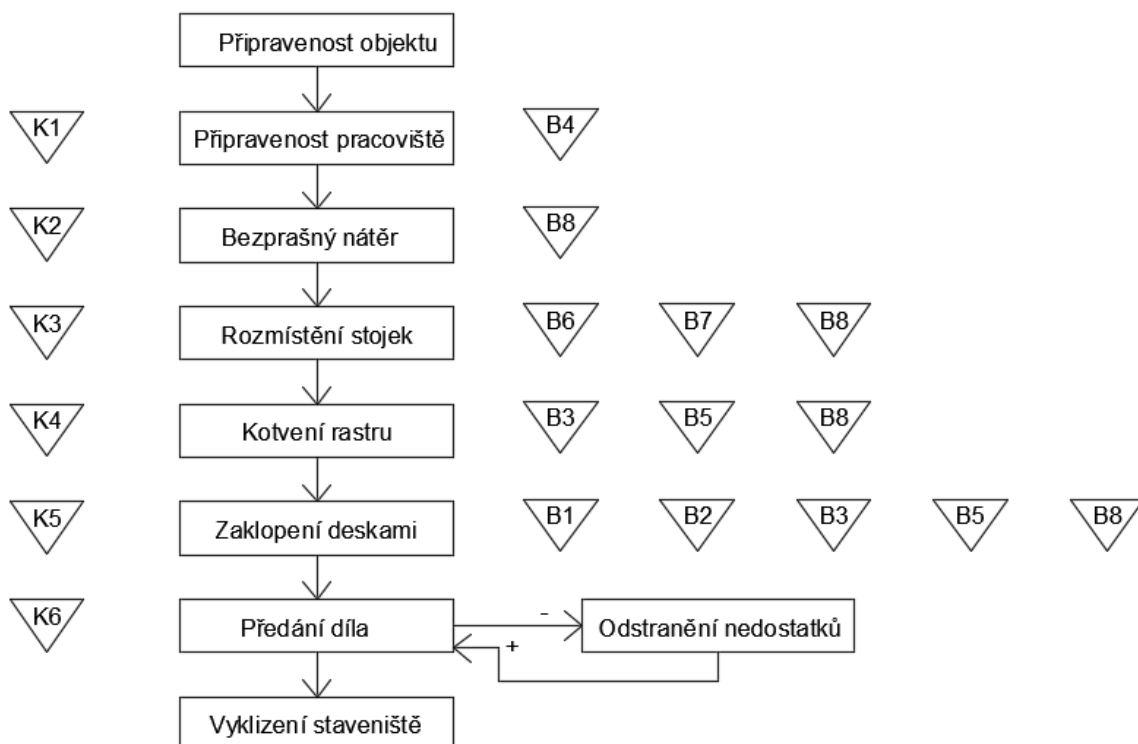 Připravenost objektu
K1 Připravenost pracoviště B4
K2 Bezprašný nátěr B8
K3 Rozmístění stojek B6 B7 B8
K4 Kotvení rastru B3 B5 B8
K5 Zaklopení deskami B1 B2 B3 B5 B8
K6 Předání díla - + Odstranění nedostatků
Vyklizení staveniště